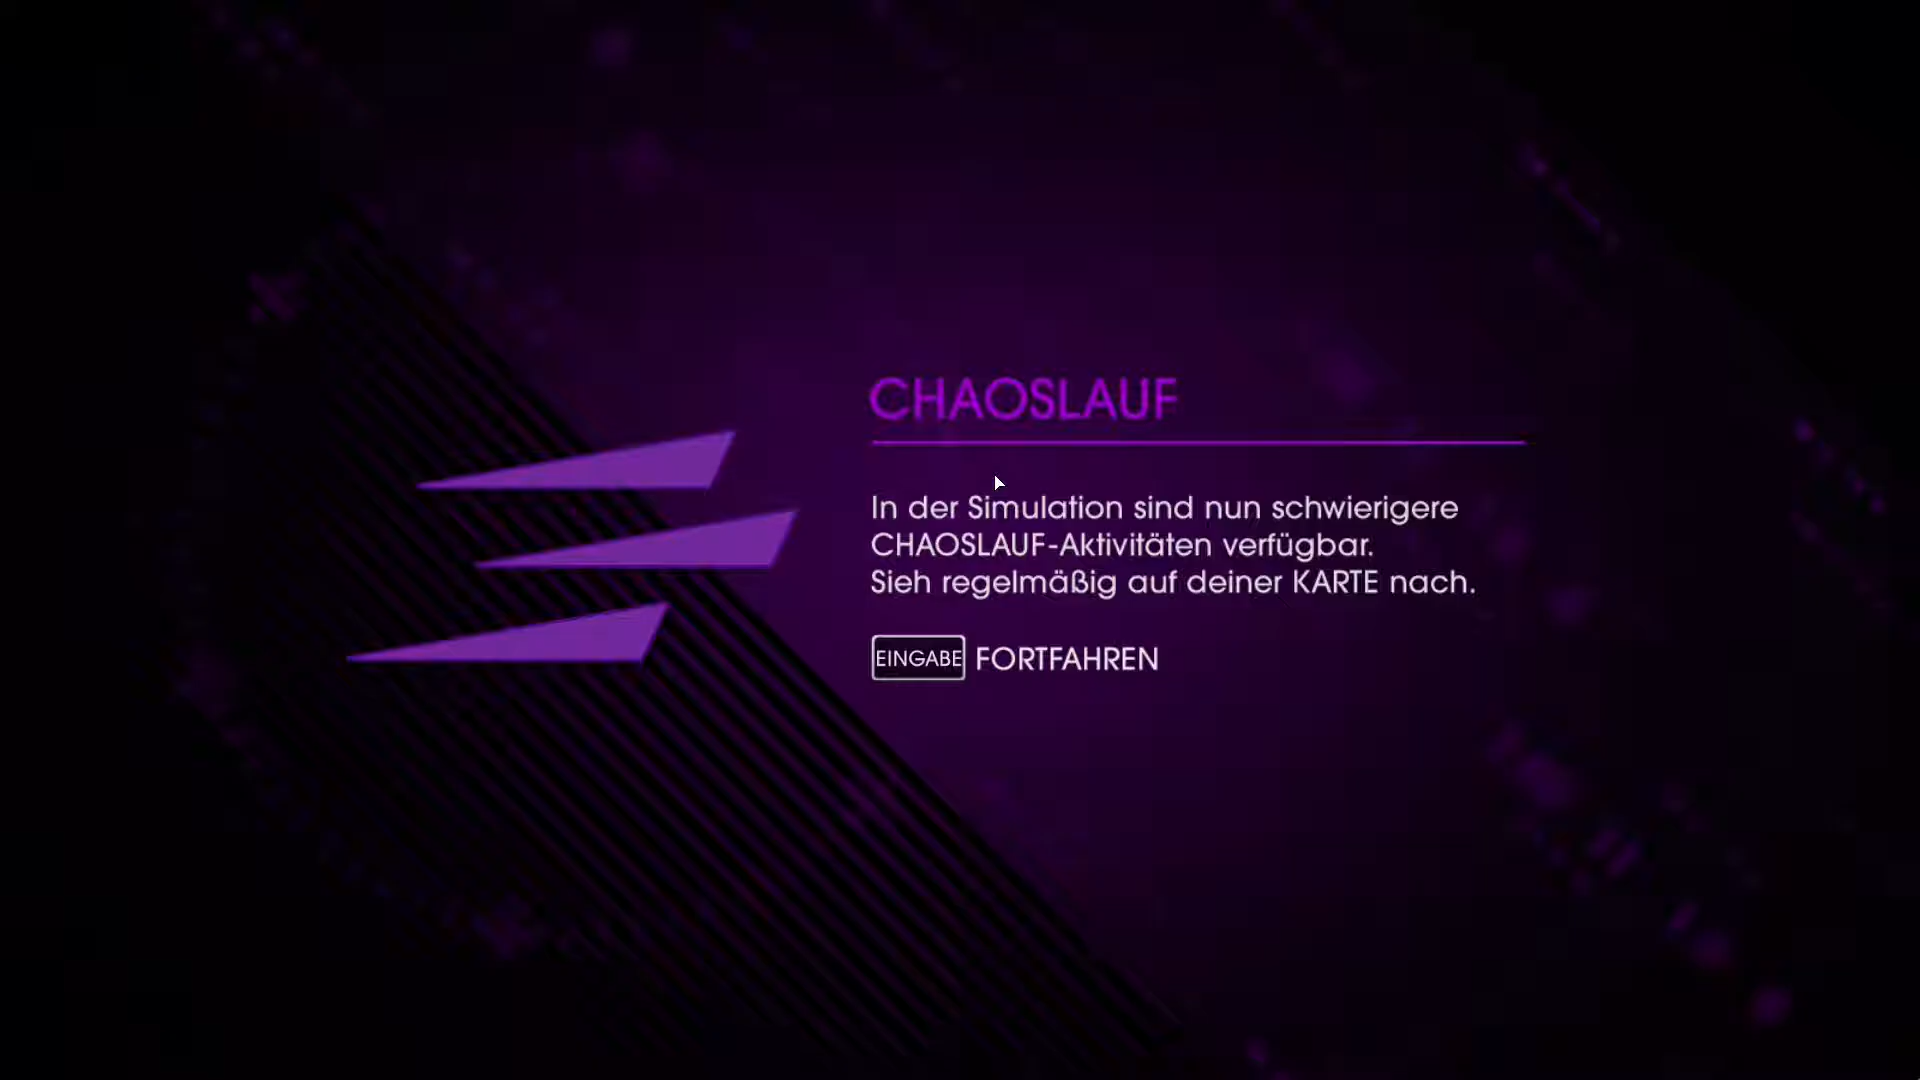 CHAOSLAUF
In der Simulation sind nun schwierigere
CHAOSLAUF-Aktivitäten verfügbar.
Sieh regelmäßig auf deiner KARTE nach.
EINGABE FORTFAHREN